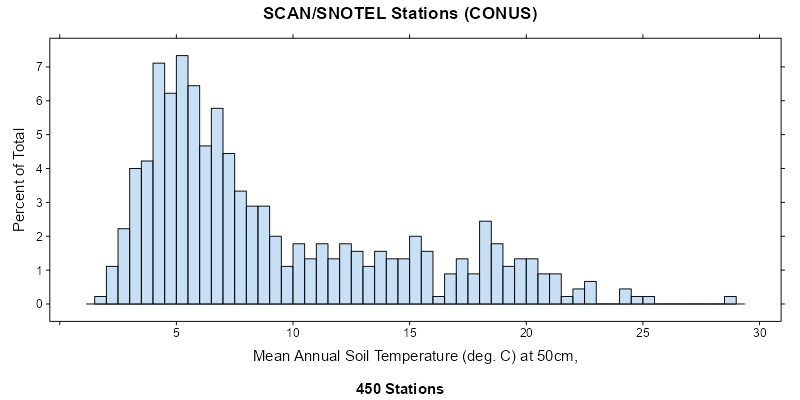 SCAN/SNOTEL Stations (CONUS)
7
6
5
4
3
2
1
0
Percent of Total
5 10 15 20 25 30
Mean Annual Soil Temperature (deg. C) at 50cm,
450 Stations